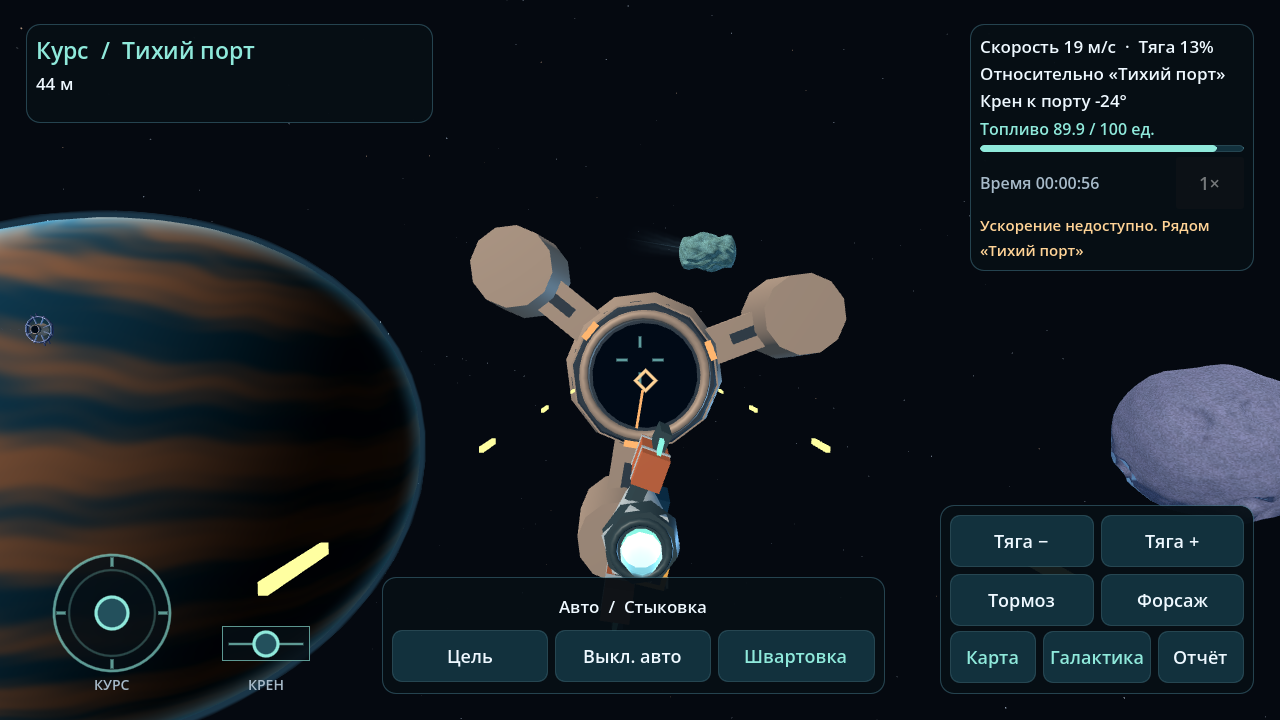 Курс / Тихий порт
44 м
Скорость 19 м/с · Тяга 13%
Относительно «Тихий порт»
Крен к порту -24°
Топливо 89.9 / 100 ед.
Время 00:00:56
1×
Ускорение недоступно. Рядом
«Тихий порт»
КУРС
КРЕН
Авто / Стыковка
Цель
Выкл. авто
Швартовка
Тяга −
Тяга +
Тормоз
Форсаж
Карта
Галактика
Отчёт